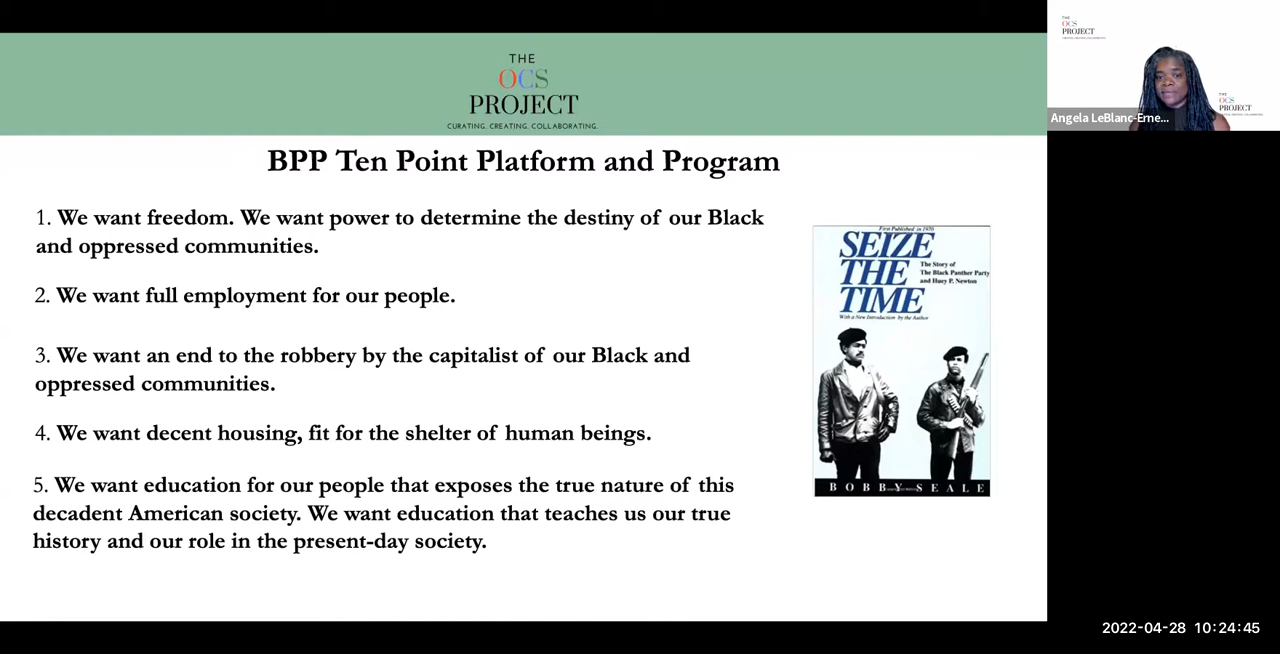 THE
OCS
PROJECT
CURATING. CREATING. COLLABORATING.
BPP Ten Point Platform and Program
1. We want freedom. We want power to determine the destiny of our Black
and oppressed communities.
2. We want full employment for our people.
3. We want an end to the robbery by the capitalist of our Black and
oppressed communities.
4. We want decent housing, fit for the shelter of human beings.
5. We want education for our people that exposes the true nature of this
decadent American society. We want education that teaches us our true
history and our role in the present-day society.
First Published in 1970
SEIZE
THE
TIME
The Story of
The Black Panther Party
and Huey P. Newton
With a New Introduction by the Author
BOBBY SEALE
THE
OCS
PROJECT
THE
OCS
PROJECT
Angela LeBlanc-Erne...
2022-04-28 10:24:45